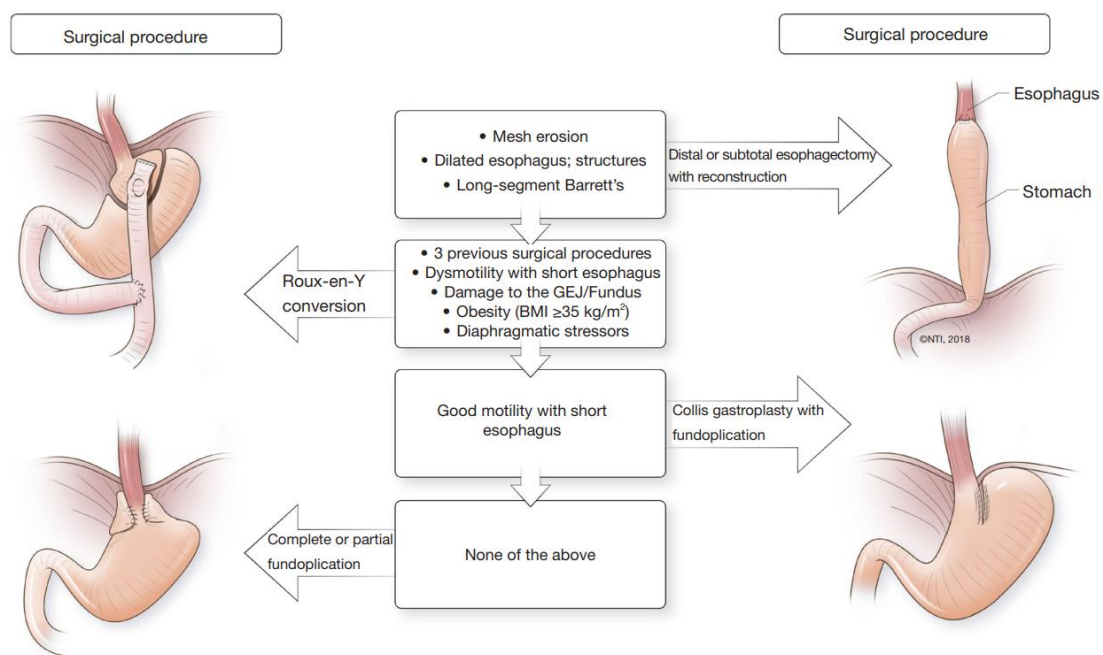 Surgical procedure
Surgical procedure
Esophagus
Stomach
©NTI, 2018
• Mesh erosion
• Dilated esophagus; structures
• Long-segment Barrett's
Distal or subtotal esophagectomy
with reconstruction
• 3 previous surgical procedures
• Dysmotility with short esophagus
• Damage to the GEJ/Fundus
• Obesity (BMI ≥35 kg/m²)
• Diaphragmatic stressors
Roux-en-Y
conversion
Good motility with short
esophagus
Collis gastroplasty with
fundoplication
None of the above
Complete or partial
fundoplication